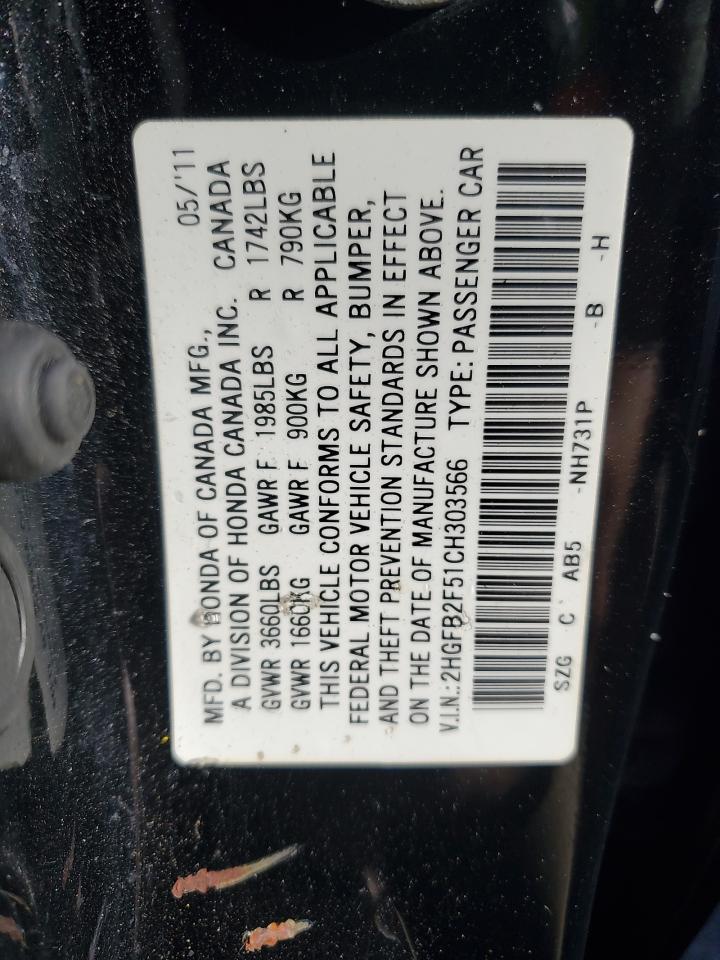 MFD. BY HONDA OF CANADA MFG., 05/'11
A DIVISION OF HONDA CANADA INC. CANADA
GVWR 3660LBS GAWR F 1985LBS R 1742LBS
GVWR 1660KG GAWR F 900KG R 790KG
THIS VEHICLE CONFORMS TO ALL APPLICABLE
FEDERAL MOTOR VEHICLE SAFETY, BUMPER,
AND THEFT PREVENTION STANDARDS IN EFFECT
ON THE DATE OF MANUFACTURE SHOWN ABOVE.
V.I.N.:2HGFB2F51CH303566 TYPE: PASSENGER CAR
SZG C AB5 -NH731P -B -H